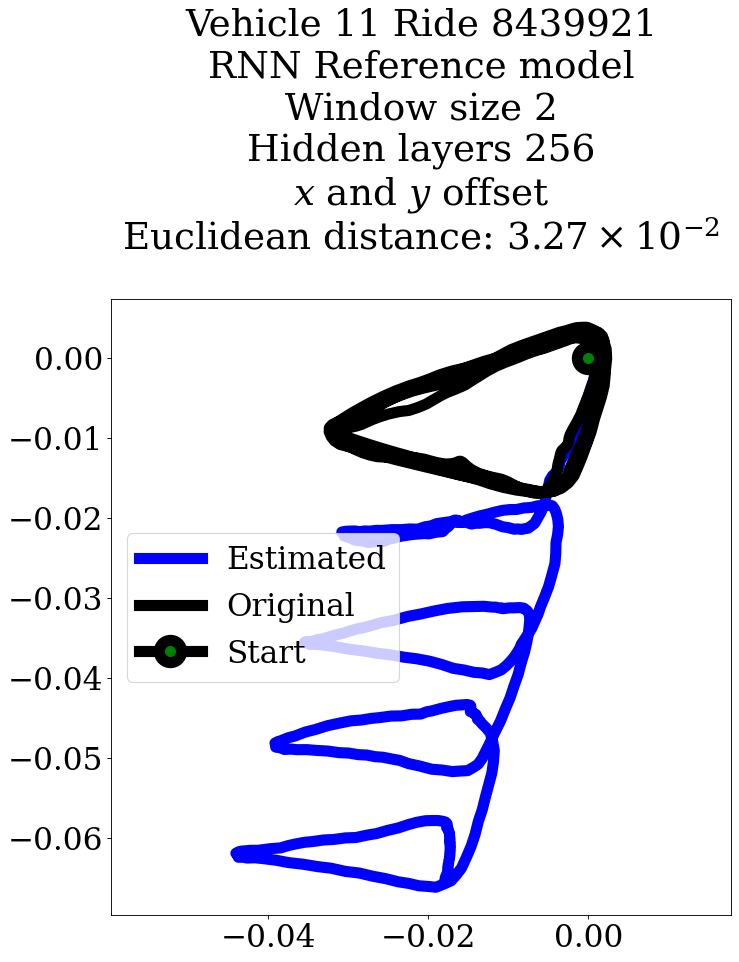 Vehicle 11 Ride 8439921
RNN Reference model
Window size 2
Hidden layers 256
x and y offset
Euclidean distance: 3.27 × 10⁻²
0.00
−0.01
−0.02
−0.03
−0.04
−0.05
−0.06
Estimated
Original
Start
−0.04 −0.02 0.00